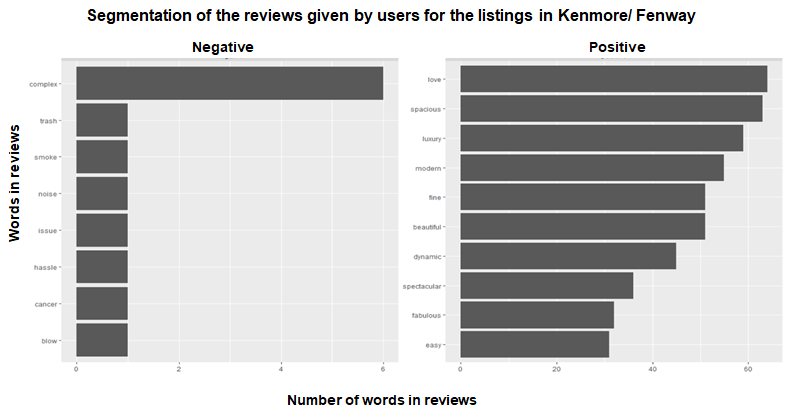 Segmentation of the reviews given by users for the listings in Kenmore/ Fenway
Negative
Positive
Words in reviews
complex
trash
smoke
noise
issue
hassle
cancer
blow
0 2 4 6
love
spacious
luxury
modern
fine
beautiful
dynamic
spectacular
fabulous
easy
0 20 40 60
Number of words in reviews